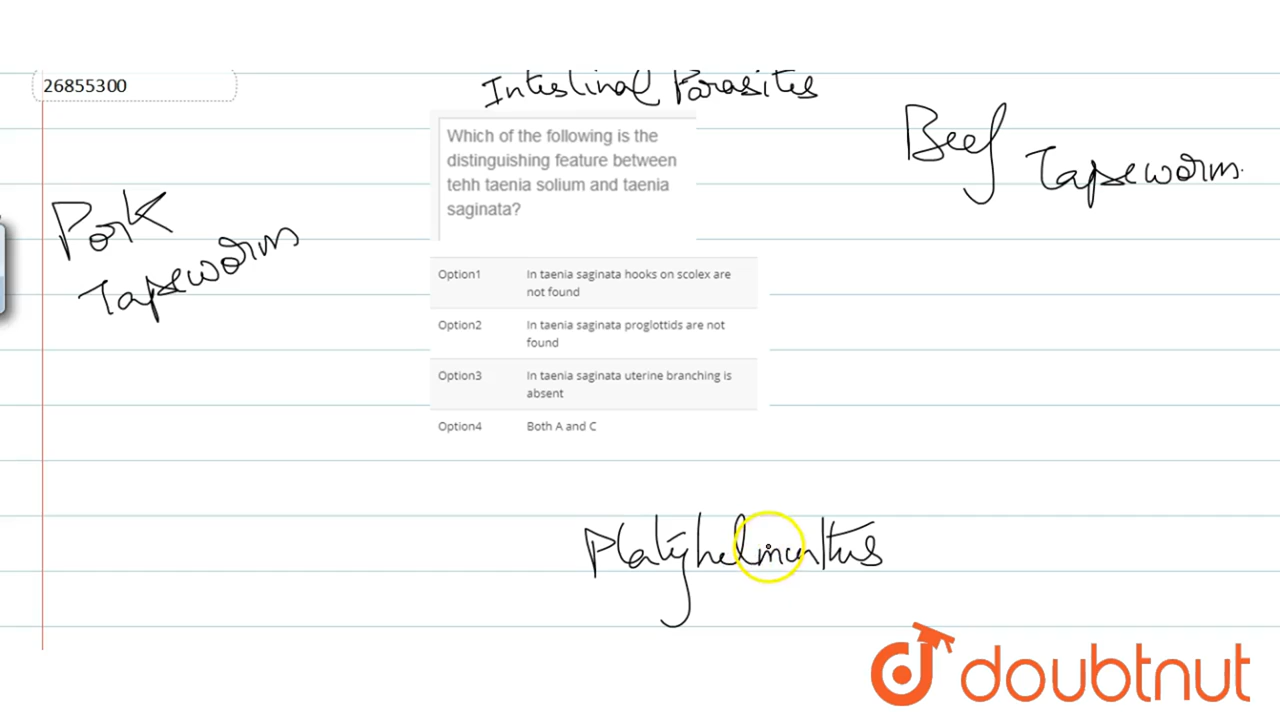 26855300
Intestinal Parasites
Beef
Tapeworm.
Pork
Tapeworm
Which of the following is the
distinguishing feature between
tehh taenia solium and taenia
saginata?
Option1 In taenia saginata hooks on scolex are
not found
Option2 In taenia saginata proglottids are not
found
Option3 In taenia saginata uterine branching is
absent
Option4 Both A and C
doubtnut